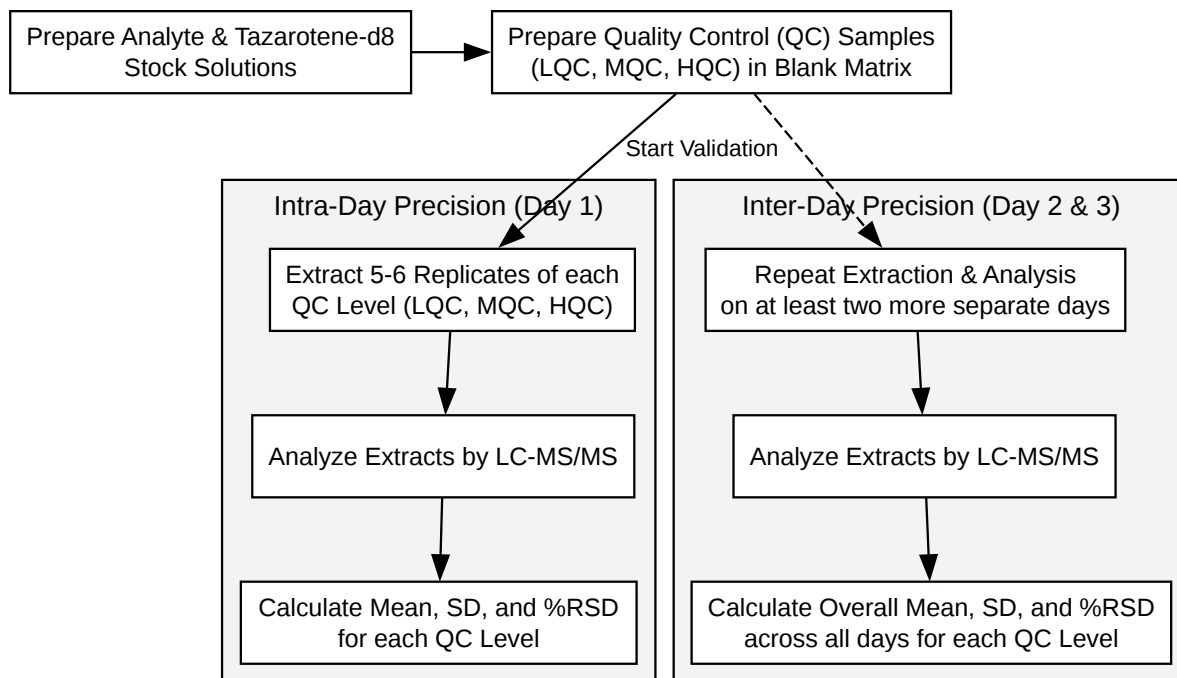 Prepare Analyte & Tazarotene-d8
Stock Solutions
Prepare Quality Control (QC) Samples
(LQC, MQC, HQC) in Blank Matrix
Start Validation
Intra-Day Precision (Day 1)
Extract 5-6 Replicates of each
QC Level (LQC, MQC, HQC)
Analyze Extracts by LC-MS/MS
Calculate Mean, SD, and %RSD
for each QC Level
Inter-Day Precision (Day 2 & 3)
Repeat Extraction & Analysis
on at least two more separate days
Analyze Extracts by LC-MS/MS
Calculate Overall Mean, SD, and %RSD
across all days for each QC Level